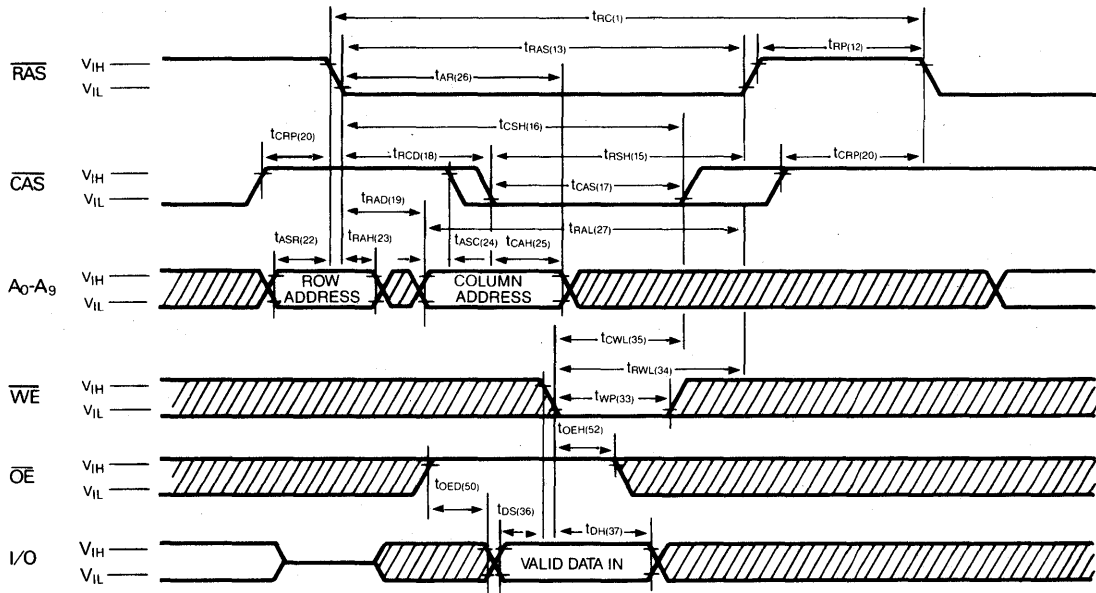 tRC(1)
tRAS(13)
tRP(12)
RAS
VIH
VIL
tAR(26)
tCSH(16)
tCRP(20)
tRCD(18)
tRSH(15)
tCRP(20)
CAS
VIH
VIL
tCAS(17)
tRAD(19)
tRAL(27)
tASR(22)
tRAH(23)
tASC(24)
tCAH(25)
A0-A9
VIH
VIL
ROW
ADDRESS
COLUMN
ADDRESS
tCWL(35)
tRWL(34)
WE
VIH
VIL
tWP(33)
tOEH(52)
OE
VIH
VIL
tOED(50)
tDS(36)
tDH(37)
I/O
VIH
VIL
VALID DATA IN